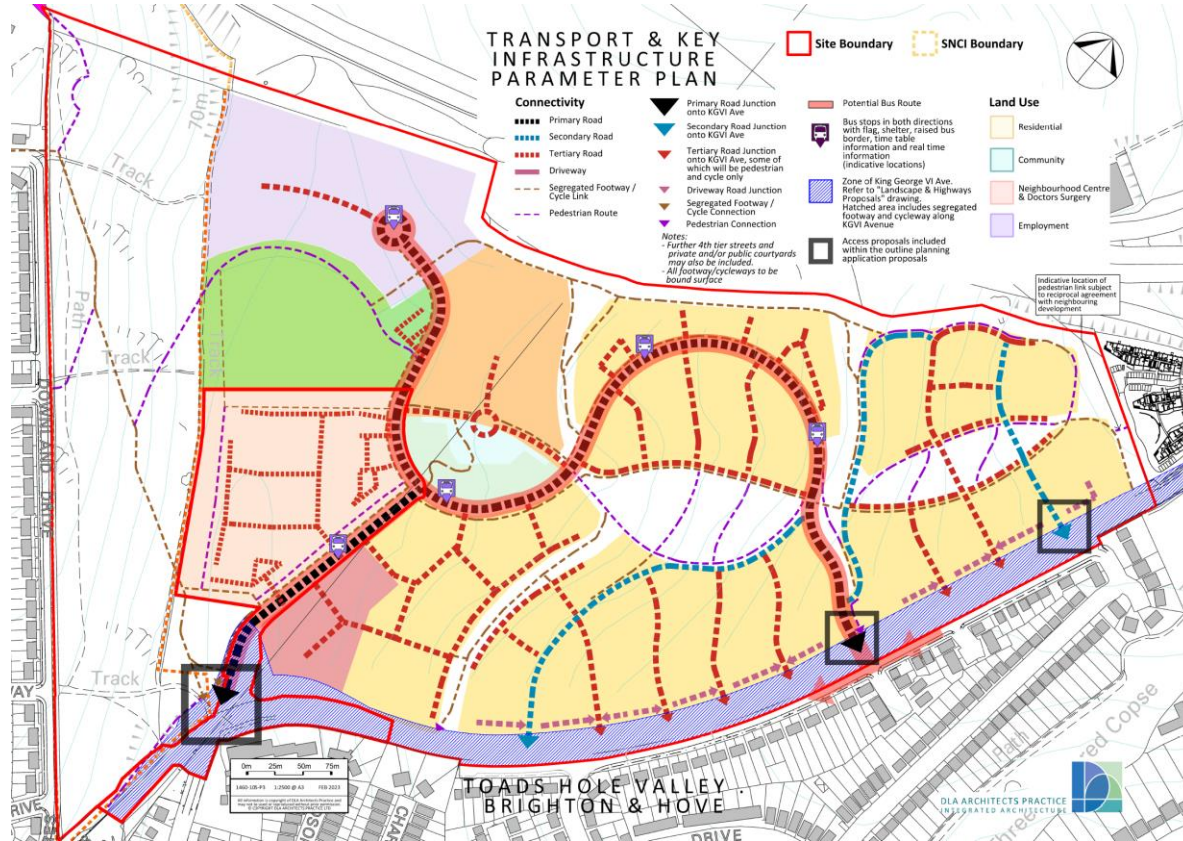 TRANSPORT & KEY
INFRASTRUCTURE
PARAMETER PLAN
Site Boundary
SNCI Boundary
Connectivity
Primary Road
Secondary Road
Tertiary Road
Driveway
Segregated Footway /
Cycle Link
Pedestrian Route
Primary Road Junction
onto KGVI Ave
Secondary Road Junction
onto KGVI Ave
Tertiary Road Junction
onto KGVI Ave, some of
which will be pedestrian
and cycle only
Driveway Road Junction
Segregated Footway /
Cycle Connection
Pedestrian Connection
Notes:
- Further 4th tier streets and
private and/or public courtyards
may also be included.
- All footway/cycleways to be
bound surface
Potential Bus Route
Bus stops in both directions
with flag, shelter, raised bus
border, time table
information and real time
information
(indicative locations)
Zone of King George VI Ave.
Refer to "Landscape & Highways
Proposals" drawing.
Hatched area includes segregated
footway and cycleway along
KGVI Avenue
Access proposals included
within the outline planning
application proposals
Land Use
Residential
Community
Neighbourhood Centre
& Doctors Surgery
Employment
Indicative location of
pedestrian link subject
to reciprocal agreement
with neighbouring
development
70m
Track
Path
Track
Track
DOWNLAND DRIVE
Track
WAY
DRIVE
0m 25m 50m 75m
1:2500 @ A3 FEB 2023
TOADS HOLE VALLEY
BRIGHTON & HOVE
DRIVE
Path
Three Cornered Copse
DLA ARCHITECTS PRACTICE
INTEGRATED ARCHITECTURE